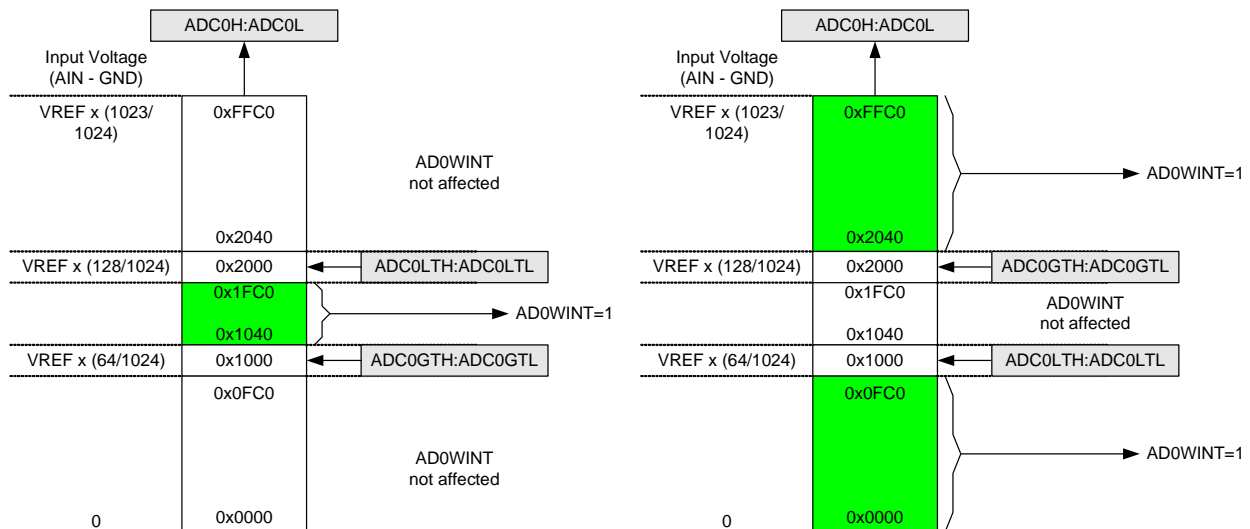 ADC0H:ADC0L
Input Voltage
(AIN - GND)
VREF x (1023/
1024)
0xFFC0
AD0WINT
not affected
0x2040
VREF x (128/1024)
0x2000
ADC0LTH:ADC0LTL
0x1FC0
AD0WINT=1
0x1040
VREF x (64/1024)
0x1000
ADC0GTH:ADC0GTL
0x0FC0
AD0WINT
not affected
0
0x0000
ADC0H:ADC0L
Input Voltage
(AIN - GND)
VREF x (1023/
1024)
0xFFC0
AD0WINT=1
0x2040
VREF x (128/1024)
0x2000
ADC0GTH:ADC0GTL
0x1FC0
AD0WINT
not affected
0x1040
VREF x (64/1024)
0x1000
ADC0LTH:ADC0LTL
0x0FC0
AD0WINT=1
0
0x0000